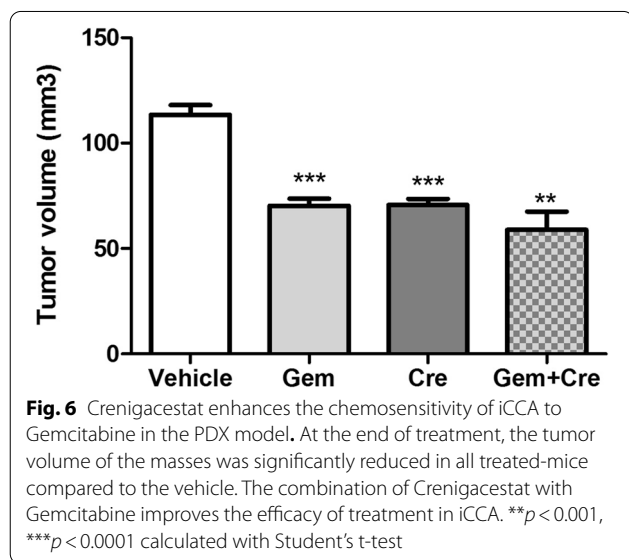 150
100
50
0
Tumor volume (mm3)
***
***
**
Vehicle Gem Cre Gem+Cre
Fig. 6 Crenigacestat enhances the chemosensitivity of iCCA to
Gemcitabine in the PDX model. At the end of treatment, the tumor
volume of the masses was significantly reduced in all treated-mice
compared to the vehicle. The combination of Crenigacestat with
Gemcitabine improves the efficacy of treatment in iCCA. **p < 0.001,
***p < 0.0001 calculated with Student’s t-test